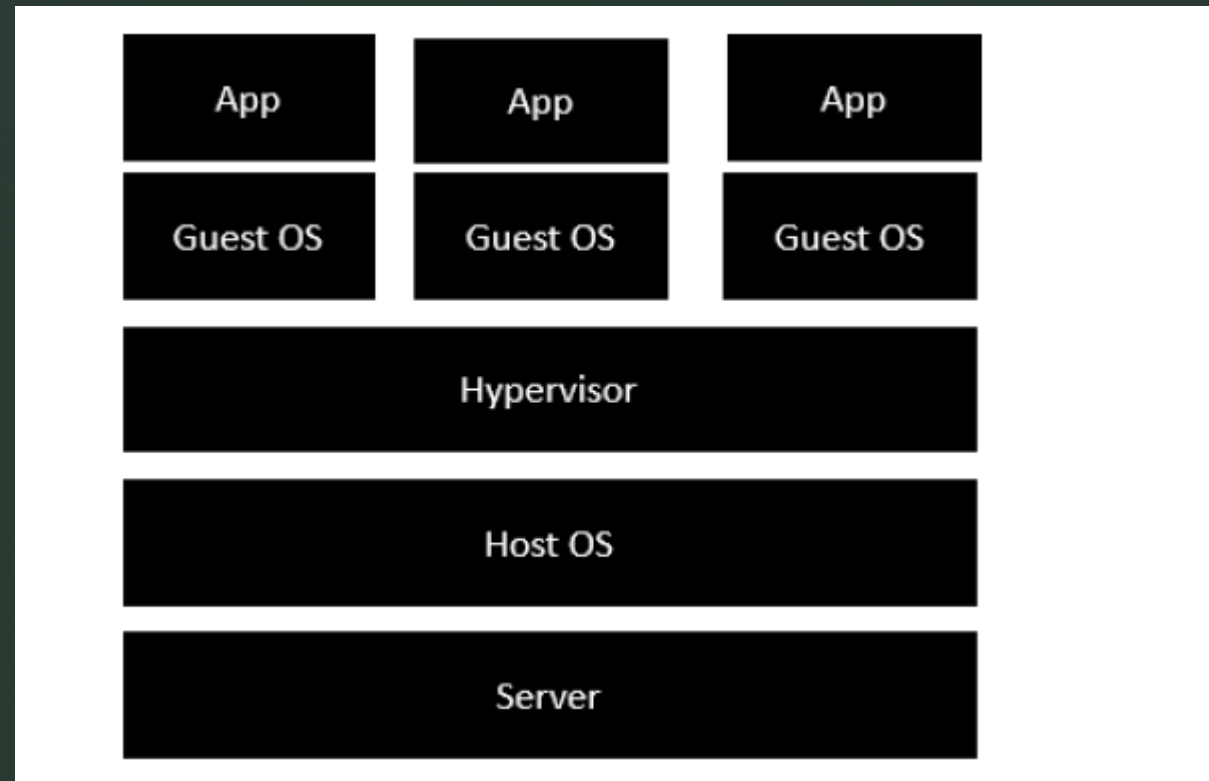 App
App
App
Guest OS
Guest OS
Guest OS
Hypervisor
Host OS
Server